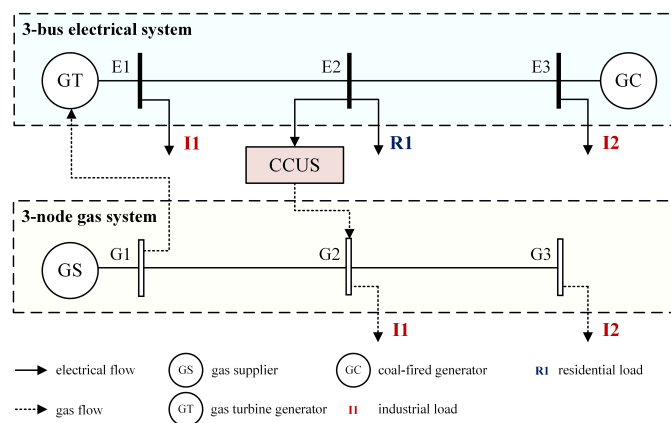 3-bus electrical system
GT
E1
E2
E3
GC
I1
R1
I2
CCUS
3-node gas system
GS
G1
G2
G3
I1
I2
electrical flow
GS gas supplier
GC coal-fired generator
R1 residential load
gas flow
GT gas turbine generator
I1 industrial load